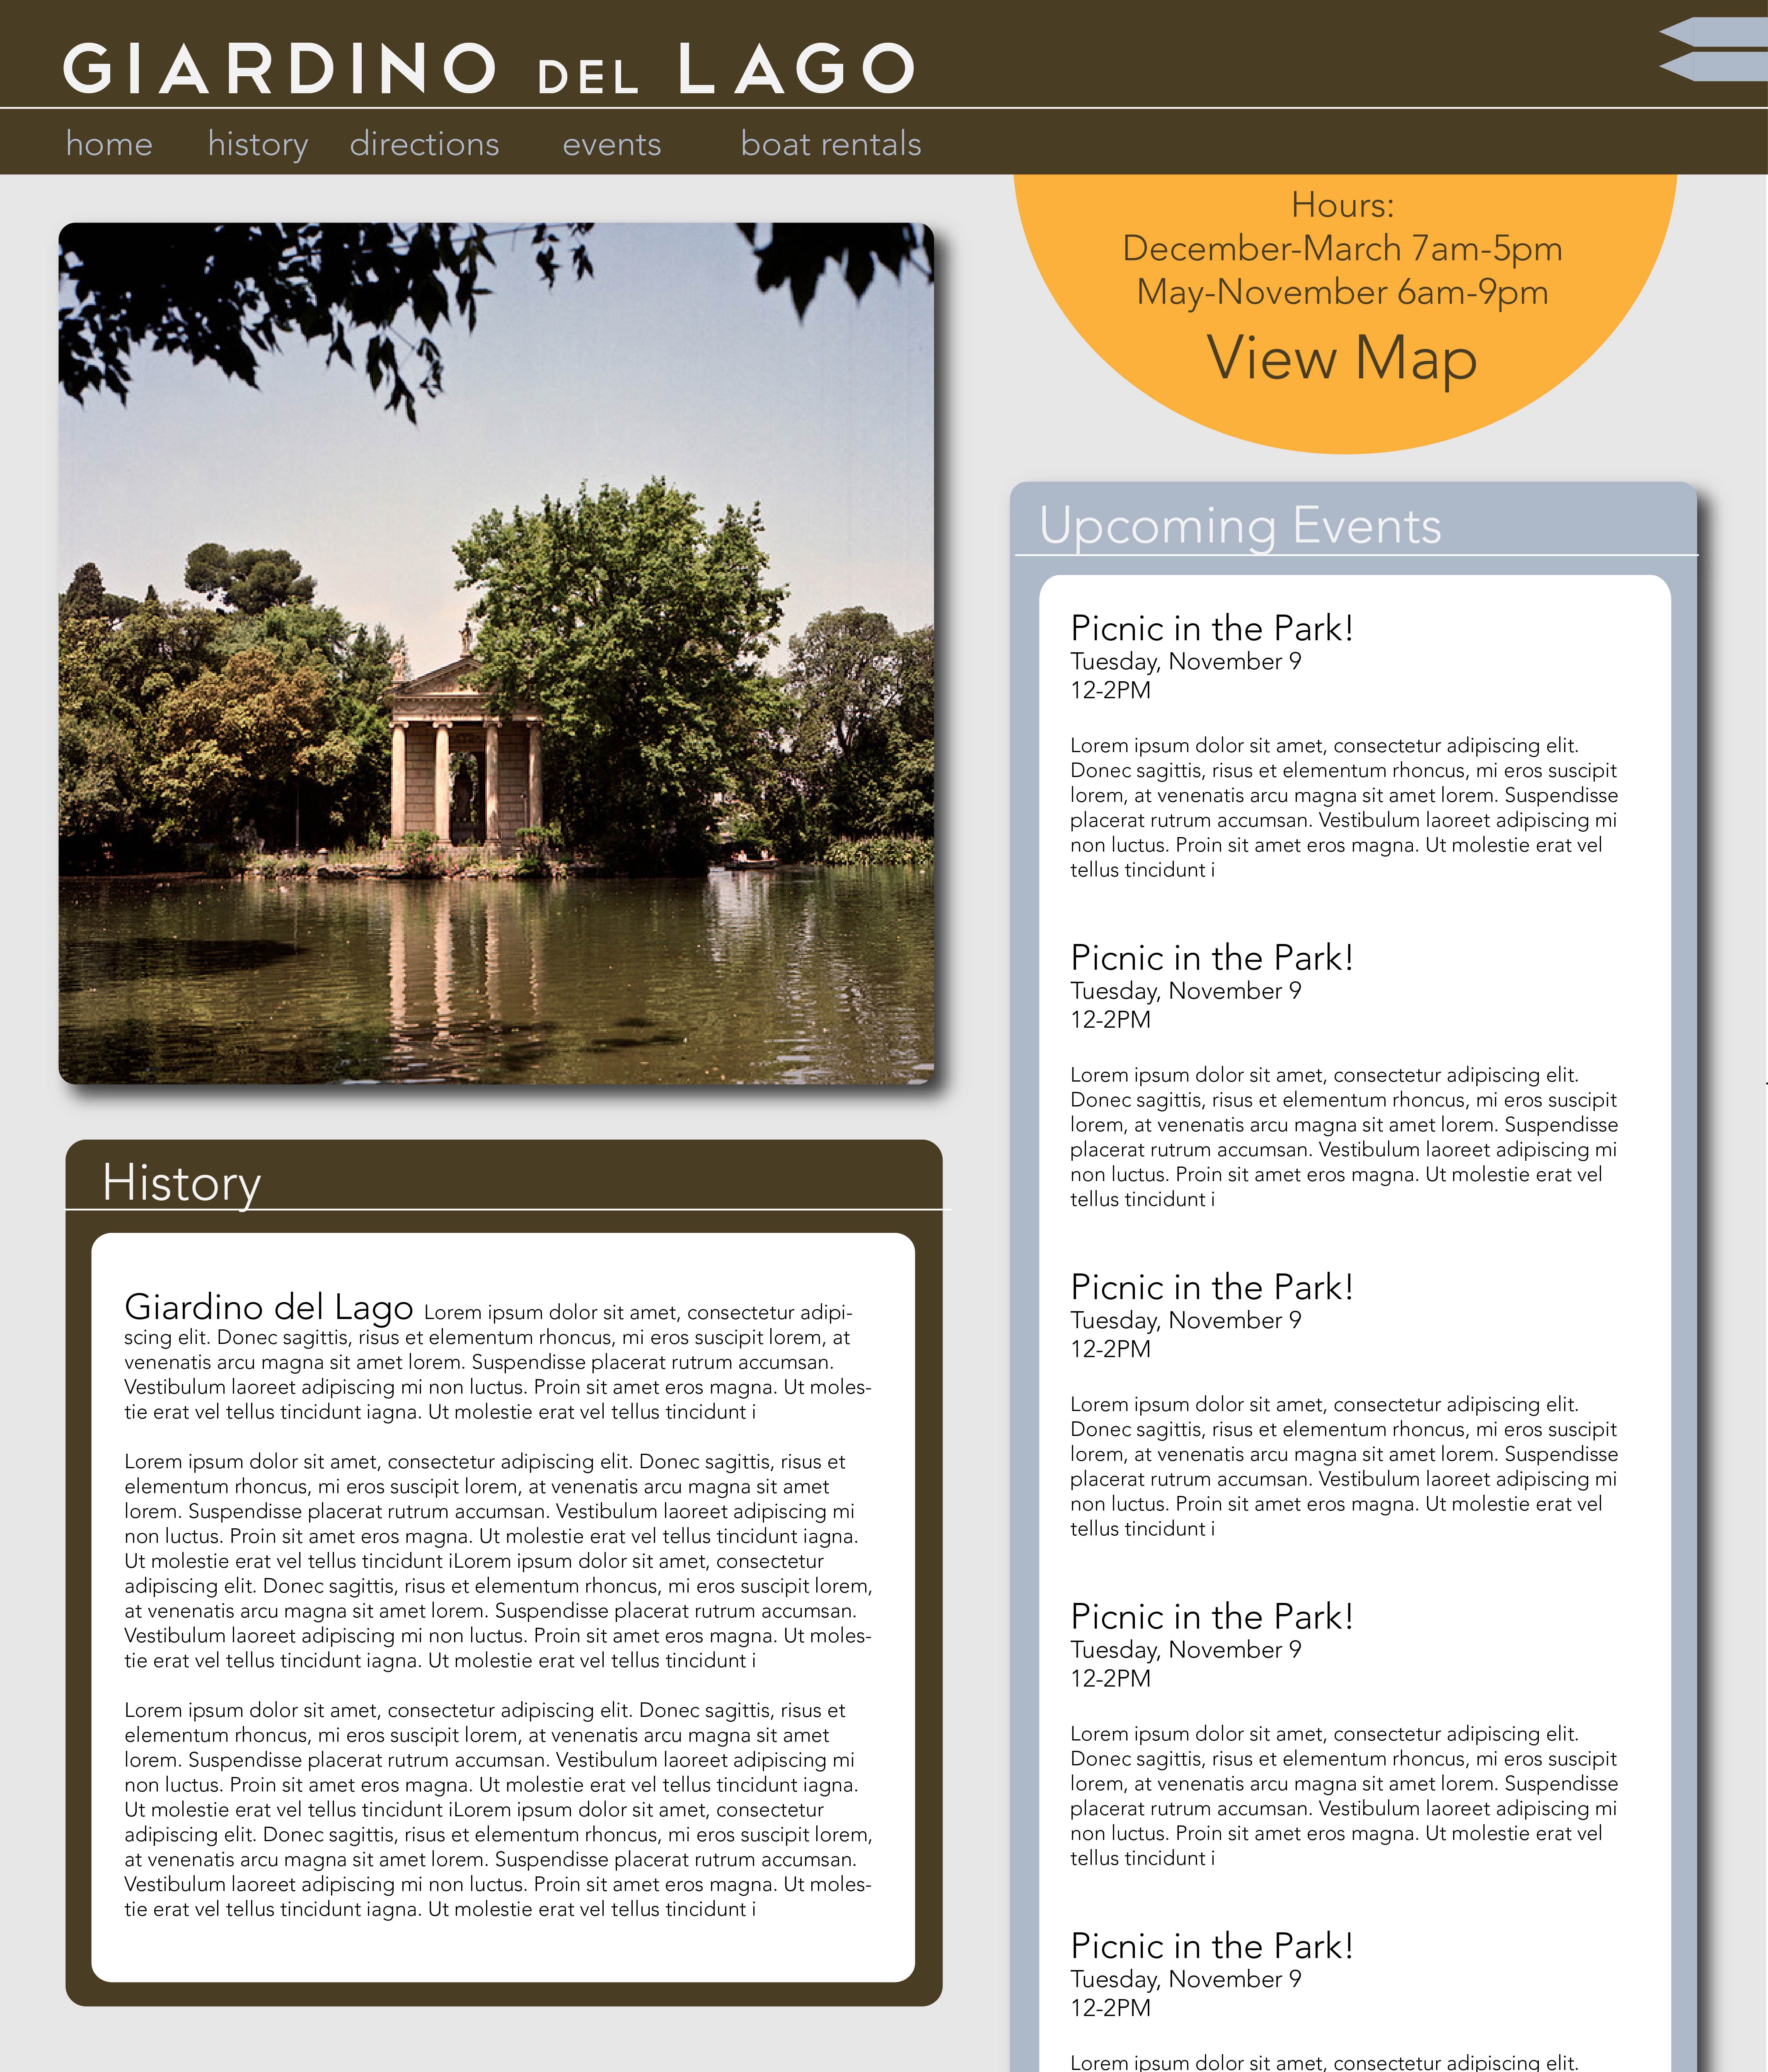 GIARDINO DEL LAGO
home history directions events boat rentals
Hours:
December-March 7am-5pm
May-November 6am-9pm
View Map
History
Giardino del Lago Lorem ipsum dolor sit amet, consectetur adipi-
scing elit. Donec sagittis, risus et elementum rhoncus, mi eros suscipit lorem, at
venenatis arcu magna sit amet lorem. Suspendisse placerat rutrum accumsan.
Vestibulum laoreet adipiscing mi non luctus. Proin sit amet eros magna. Ut moles-
tie erat vel tellus tincidunt iagna. Ut molestie erat vel tellus tincidunt i
Lorem ipsum dolor sit amet, consectetur adipiscing elit. Donec sagittis, risus et
elementum rhoncus, mi eros suscipit lorem, at venenatis arcu magna sit amet
lorem. Suspendisse placerat rutrum accumsan. Vestibulum laoreet adipiscing mi
non luctus. Proin sit amet eros magna. Ut molestie erat vel tellus tincidunt iagna.
Ut molestie erat vel tellus tincidunt iLorem ipsum dolor sit amet, consectetur
adipiscing elit. Donec sagittis, risus et elementum rhoncus, mi eros suscipit lorem,
at venenatis arcu magna sit amet lorem. Suspendisse placerat rutrum accumsan.
Vestibulum laoreet adipiscing mi non luctus. Proin sit amet eros magna. Ut moles-
tie erat vel tellus tincidunt iagna. Ut molestie erat vel tellus tincidunt i
Lorem ipsum dolor sit amet, consectetur adipiscing elit. Donec sagittis, risus et
elementum rhoncus, mi eros suscipit lorem, at venenatis arcu magna sit amet
lorem. Suspendisse placerat rutrum accumsan. Vestibulum laoreet adipiscing mi
non luctus. Proin sit amet eros magna. Ut molestie erat vel tellus tincidunt iagna.
Ut molestie erat vel tellus tincidunt iLorem ipsum dolor sit amet, consectetur
adipiscing elit. Donec sagittis, risus et elementum rhoncus, mi eros suscipit lorem,
at venenatis arcu magna sit amet lorem. Suspendisse placerat rutrum accumsan.
Vestibulum laoreet adipiscing mi non luctus. Proin sit amet eros magna. Ut moles-
tie erat vel tellus tincidunt iagna. Ut molestie erat vel tellus tincidunt i
Upcoming Events
Picnic in the Park!
Tuesday, November 9
12-2PM
Lorem ipsum dolor sit amet, consectetur adipiscing elit.
Donec sagittis, risus et elementum rhoncus, mi eros suscipit
lorem, at venenatis arcu magna sit amet lorem. Suspendisse
placerat rutrum accumsan. Vestibulum laoreet adipiscing mi
non luctus. Proin sit amet eros magna. Ut molestie erat vel
tellus tincidunt i
Picnic in the Park!
Tuesday, November 9
12-2PM
Lorem ipsum dolor sit amet, consectetur adipiscing elit.
Donec sagittis, risus et elementum rhoncus, mi eros suscipit
lorem, at venenatis arcu magna sit amet lorem. Suspendisse
placerat rutrum accumsan. Vestibulum laoreet adipiscing mi
non luctus. Proin sit amet eros magna. Ut molestie erat vel
tellus tincidunt i
Picnic in the Park!
Tuesday, November 9
12-2PM
Lorem ipsum dolor sit amet, consectetur adipiscing elit.
Donec sagittis, risus et elementum rhoncus, mi eros suscipit
lorem, at venenatis arcu magna sit amet lorem. Suspendisse
placerat rutrum accumsan. Vestibulum laoreet adipiscing mi
non luctus. Proin sit amet eros magna. Ut molestie erat vel
tellus tincidunt i
Picnic in the Park!
Tuesday, November 9
12-2PM
Lorem ipsum dolor sit amet, consectetur adipiscing elit.
Donec sagittis, risus et elementum rhoncus, mi eros suscipit
lorem, at venenatis arcu magna sit amet lorem. Suspendisse
placerat rutrum accumsan. Vestibulum laoreet adipiscing mi
non luctus. Proin sit amet eros magna. Ut molestie erat vel
tellus tincidunt i
Picnic in the Park!
Tuesday, November 9
12-2PM
Lorem ipsum dolor sit amet, consectetur adipiscing elit.